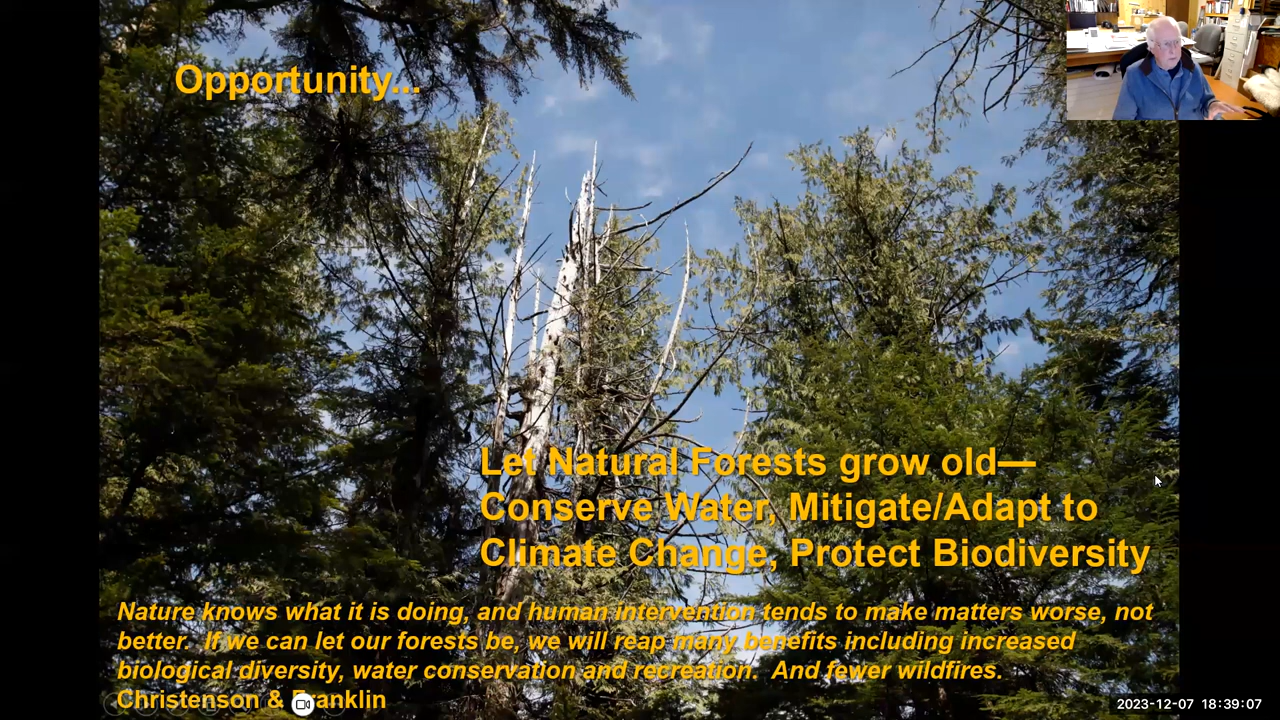 Opportunity...
Let Natural Forests grow old—
Conserve Water, Mitigate/Adapt to
Climate Change, Protect Biodiversity
Nature knows what it is doing, and human intervention tends to make matters worse, not
better.  If we can let our forests be, we will reap many benefits including increased
biological diversity, water conservation and recreation.  And fewer wildfires.
Christenson & Franklin
2023-12-07 18:39:07